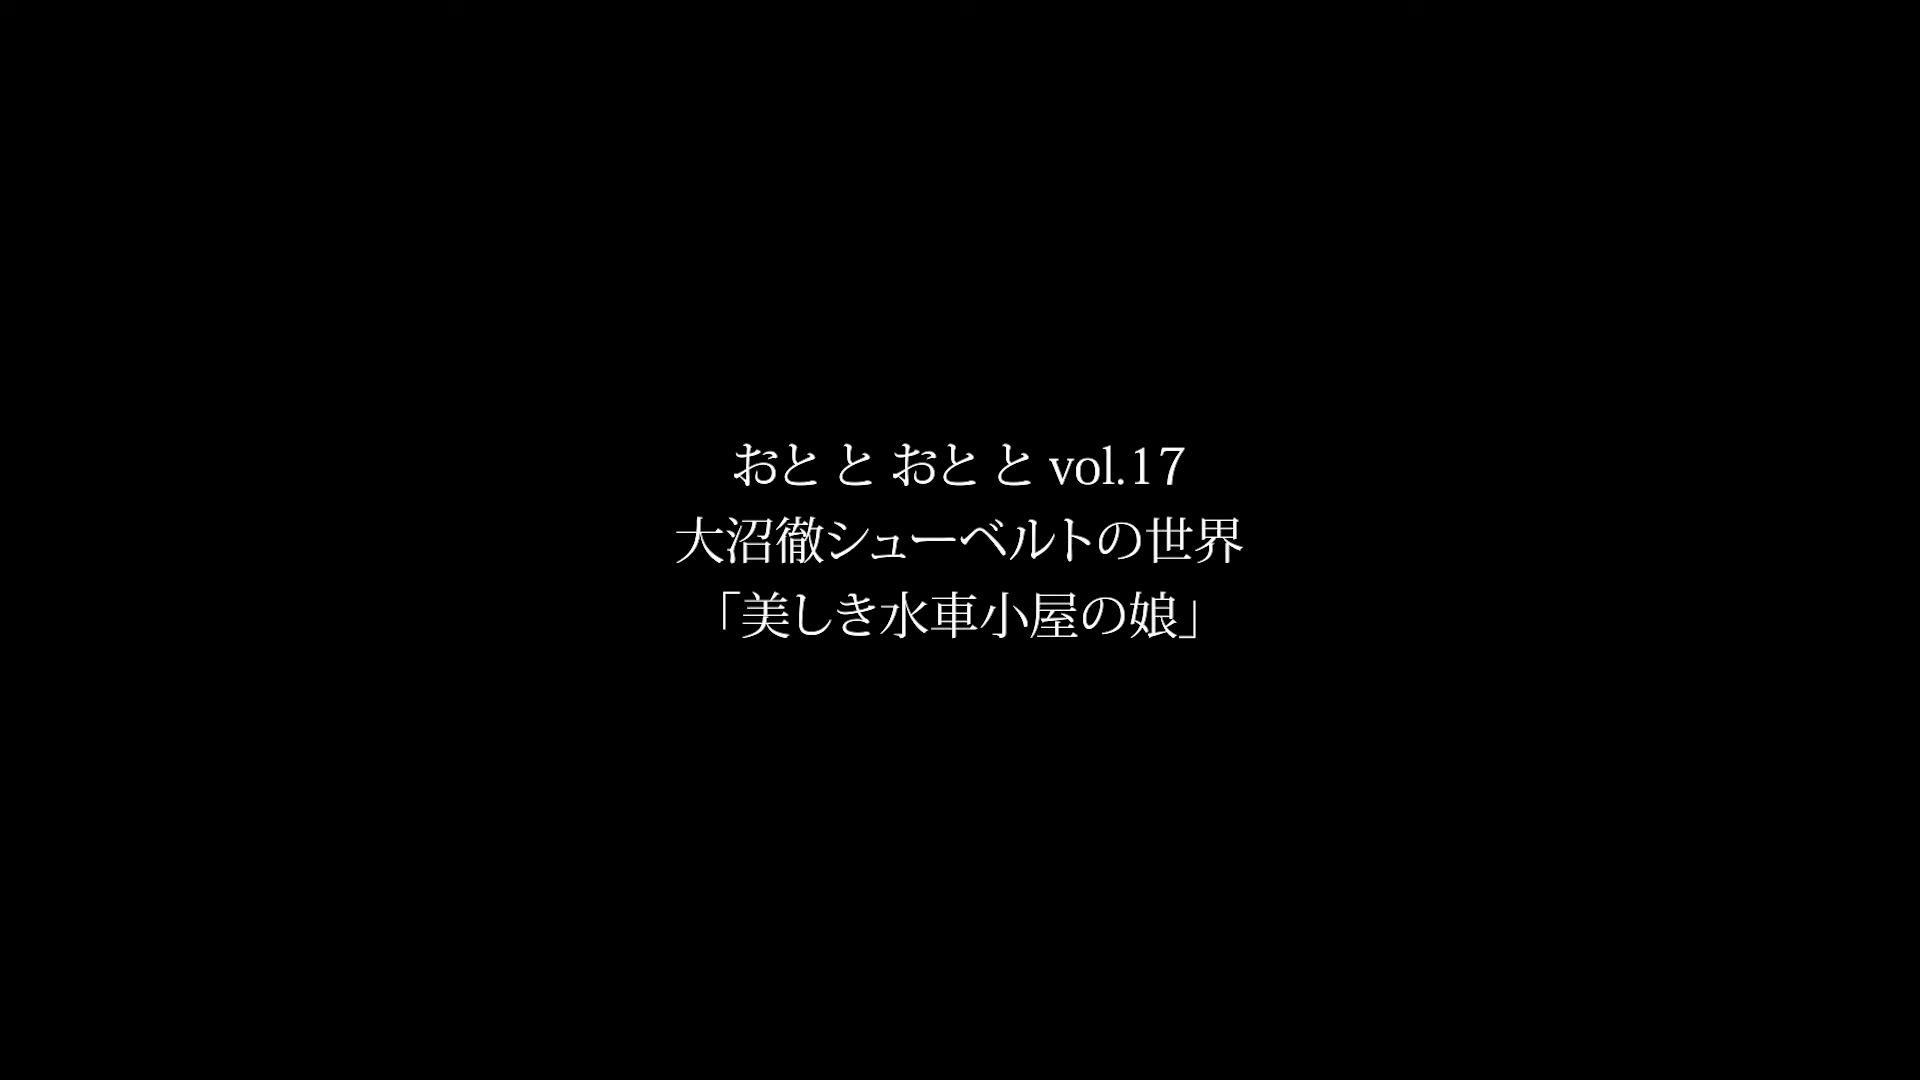 おと と おと と vol.17
大沼徹シューベルトの世界
「美しき水車小屋の娘」